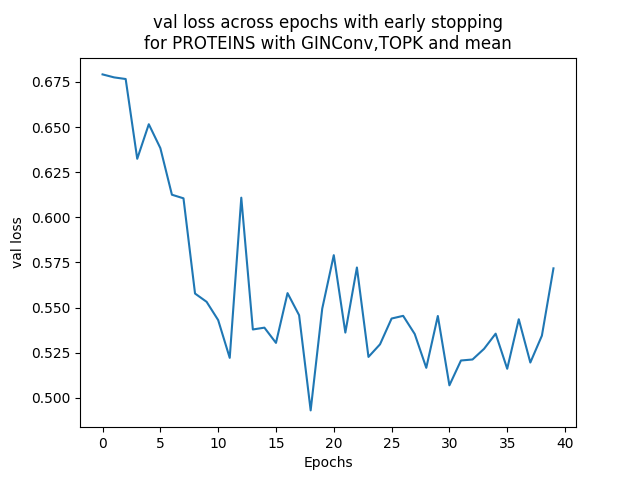 val loss across epochs with early stopping
for PROTEINS with GINConv,TOPK and mean
0.675
0.650
0.625
0.600
0.575
0.550
0.525
0.500
val loss
0 5 10 15 20 25 30 35 40
Epochs